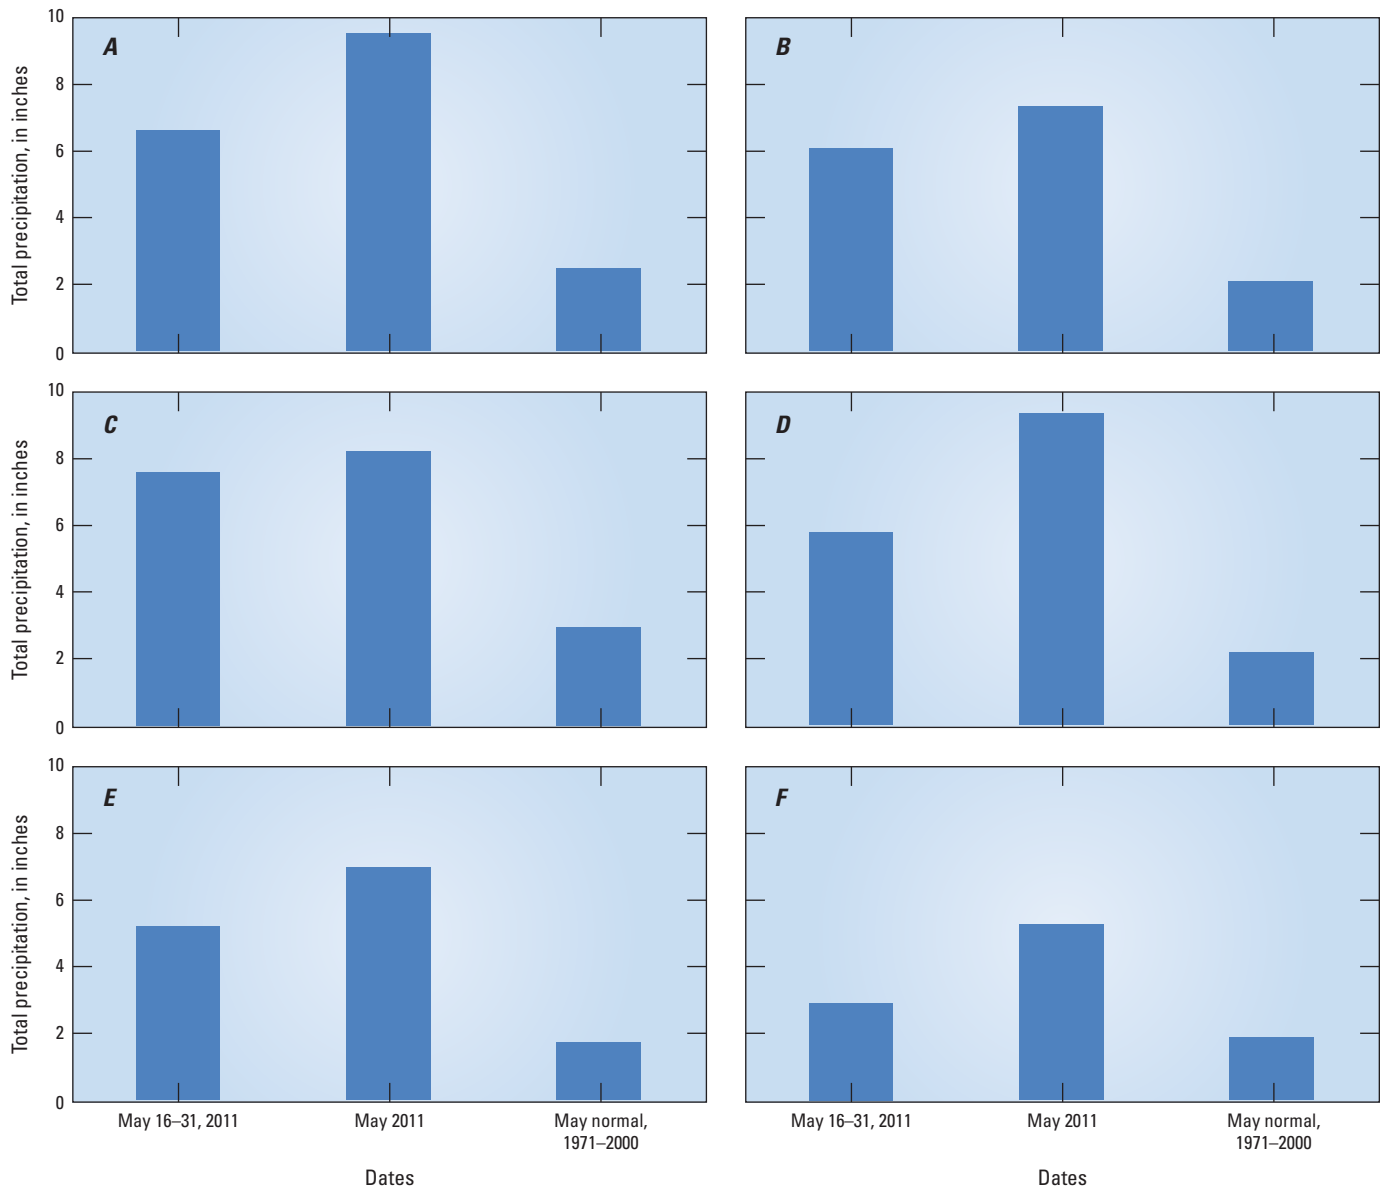 10
8
6
4
2
0
Total precipitation, in inches
A
B
10
8
6
4
2
0
Total precipitation, in inches
C
D
10
8
6
4
2
0
Total precipitation, in inches
E
F
May 16–31, 2011
May 2011
May normal,
1971–2000
Dates
May 16–31, 2011
May 2011
May normal,
1971–2000
Dates